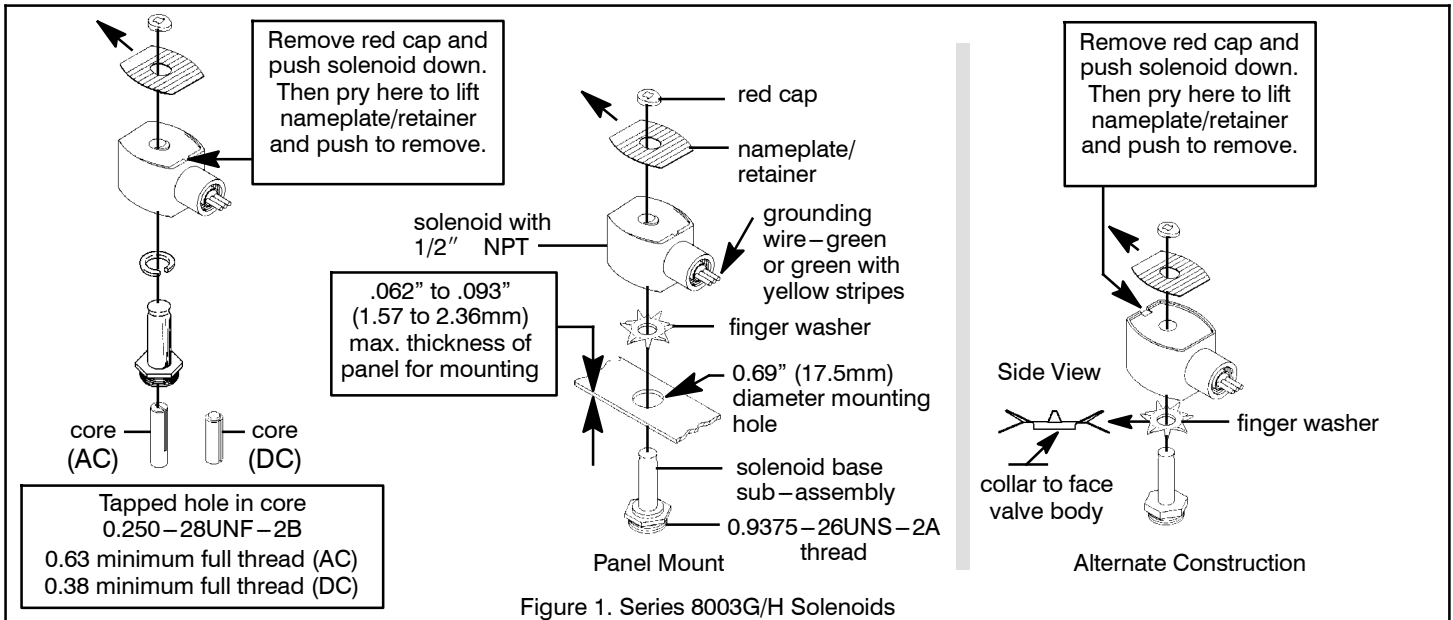 Remove red cap and
push solenoid down.
Then pry here to lift
nameplate/retainer
and push to remove.
core
(AC)
core
(DC)
Tapped hole in core
0.250−28UNF−2B
0.63 minimum full thread (AC)
0.38 minimum full thread (DC)
red cap
nameplate/
retainer
solenoid with
1/2″ NPT
grounding
wire−green
or green with
yellow stripes
.062” to .093”
(1.57 to 2.36mm)
max. thickness of
panel for mounting
finger washer
0.69” (17.5mm)
diameter mounting
hole
solenoid base
sub−assembly
0.9375−26UNS−2A
thread
Panel Mount
Remove red cap and
push solenoid down.
Then pry here to lift
nameplate/retainer
and push to remove.
Side View
finger washer
collar to face
valve body
Alternate Construction
Figure 1. Series 8003G/H Solenoids